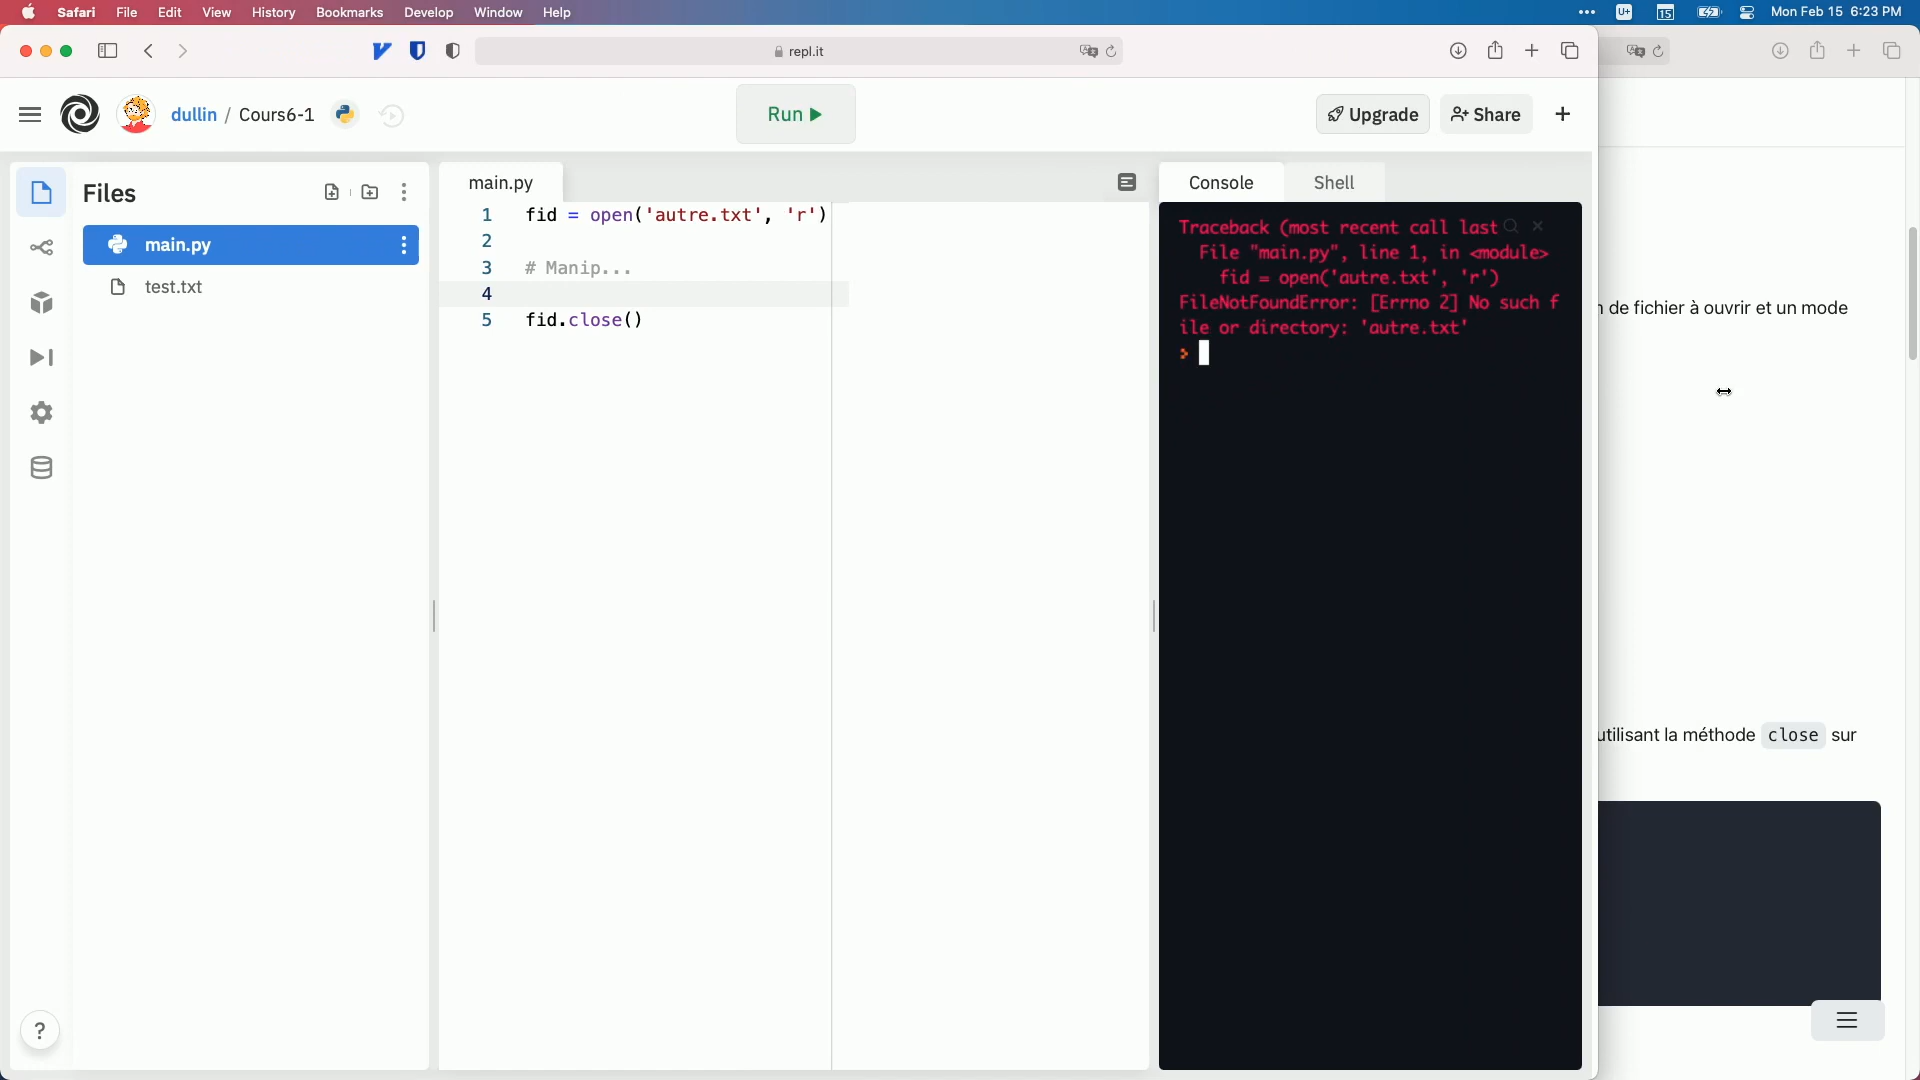 Safari File Edit View History Bookmarks Develop Window Help
U+ 15 Mon Feb 15 6:23 PM
repl.it
dullin / Cours6-1
Run
Upgrade Share +
Files
main.py
test.txt
main.py
1 fid = open('autre.txt', 'r')
2
3 # Manip...
4
5 fid.close()
Console Shell
Traceback (most recent call last
File "main.py", line 1, in <module>
fid = open('autre.txt', 'r')
FileNotFoundError: [Errno 2] No such f
ile or directory: 'autre.txt'
>
de fichier à ouvrir et un mode
utilisant la méthode close sur
?